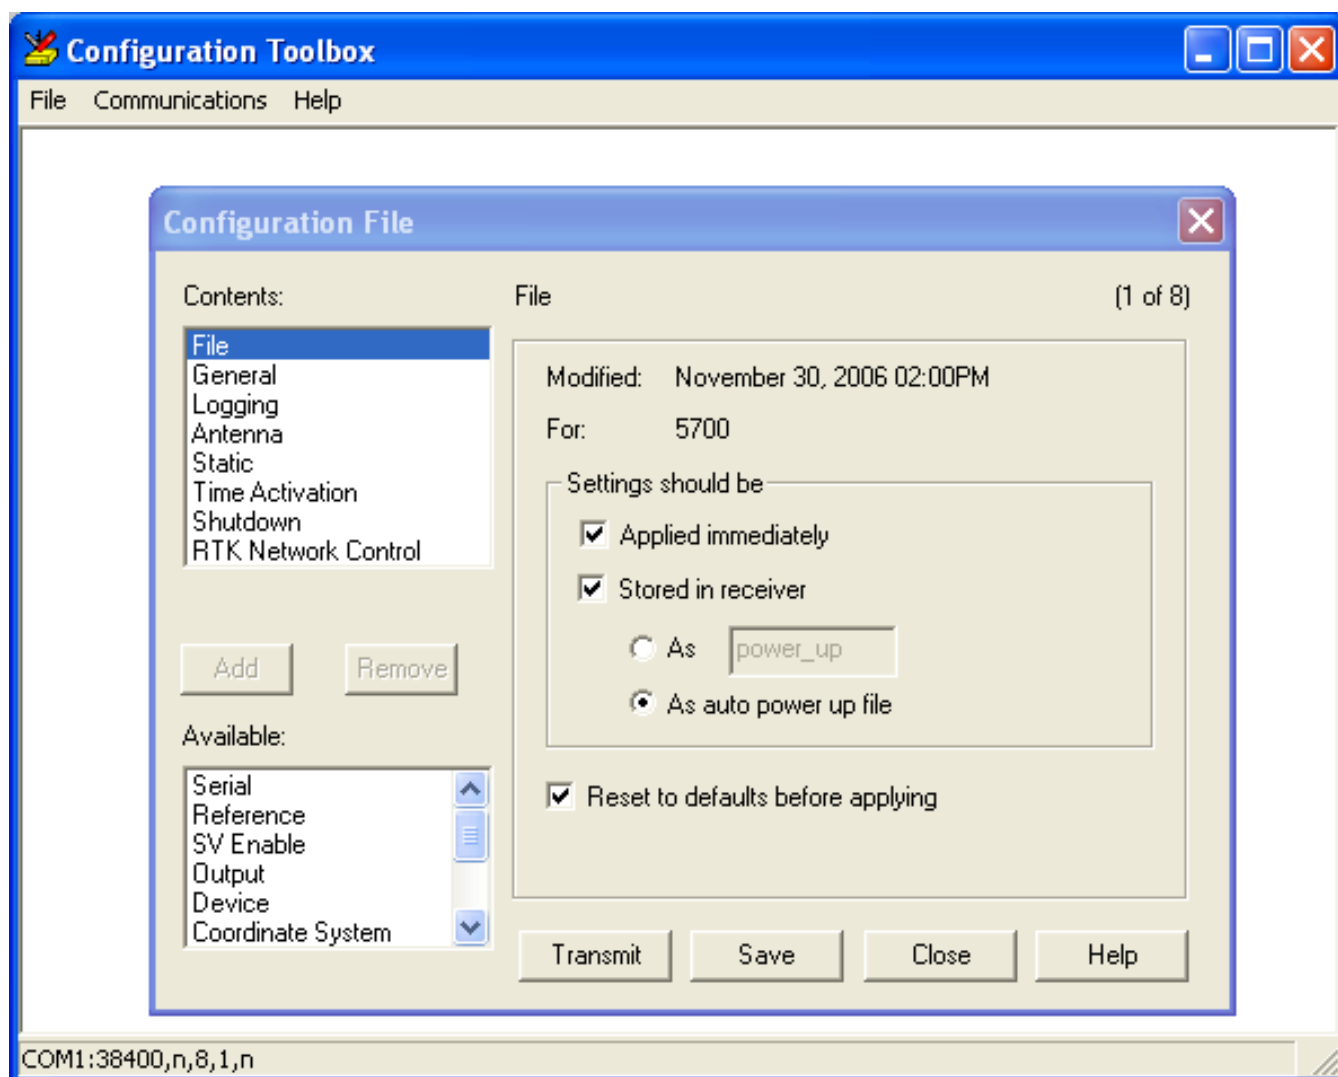 Configuration Toolbox
File Communications Help
Configuration File
Contents:
File
General
Logging
Antenna
Static
Time Activation
Shutdown
RTK Network Control
Add Remove
Available:
Serial
Reference
SV Enable
Output
Device
Coordinate System
File (1 of 8)
Modified: November 30, 2006 02:00PM
For: 5700
Settings should be
Applied immediately
Stored in receiver
As power_up
As auto power up file
Reset to defaults before applying
Transmit Save Close Help
COM1:38400,n,8,1,n